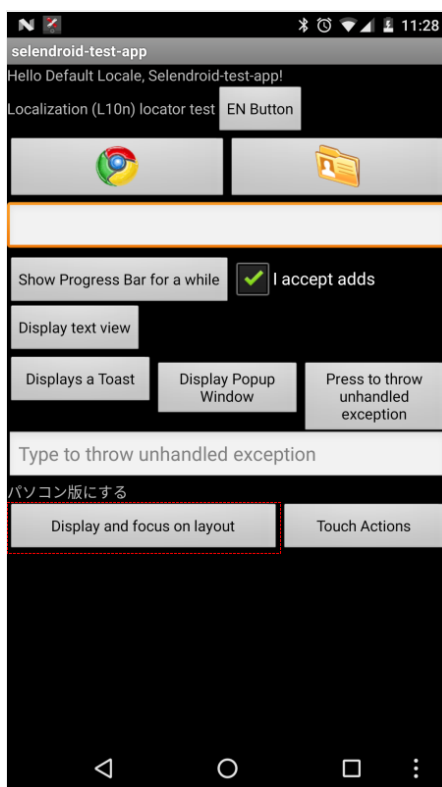 11:28
selendroid-test-app
Hello Default Locale, Selendroid-test-app!
Localization (L10n) locator test EN Button
Show Progress Bar for a while I accept adds
Display text view
Displays a Toast
Display Popup
Window
Press to throw
unhandled
exception
Type to throw unhandled exception
パソコン版にする
Display and focus on layout Touch Actions